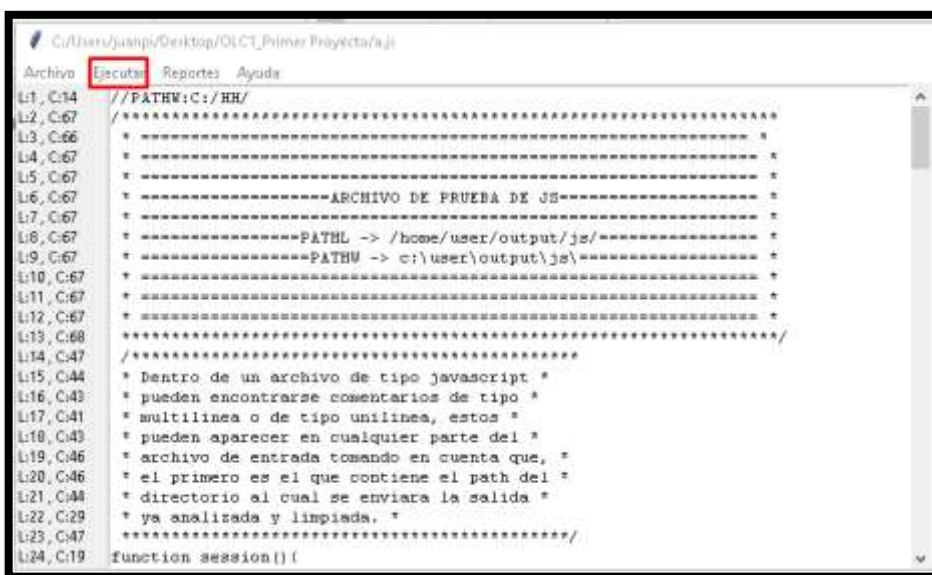 C:/Users/juanpi/Desktop/OLC1_Primer Proyecto/a.js
Archivo Ejecutar Reportes Ayuda
L:1 , C:14 //PATHW:C:/HH/
L:2 , C:67 /****************************************************************
L:3 , C:66 * =========================================================== *
L:4 , C:67 * ============================================================ *
L:5 , C:67 * ============================================================ *
L:6 , C:67 * ===================ARCHIVO DE PRUEBA DE JS=================== *
L:7 , C:67 * ============================================================ *
L:8 , C:67 * ================PATHL -> /home/user/output/js/================ *
L:9 , C:67 * =================PATHW -> c:\user\output\js\================= *
L:10 , C:67 * ============================================================ *
L:11 , C:67 * ============================================================ *
L:12 , C:67 * ============================================================ *
L:13 , C:68 ****************************************************************/
L:14 , C:47 /********************************************
L:15 , C:44 * Dentro de un archivo de tipo javascript *
L:16 , C:43 * pueden encontrarse comentarios de tipo *
L:17 , C:41 * multilinea o de tipo unilinea, estos *
L:18 , C:43 * pueden aparecer en cualquier parte del *
L:19 , C:46 * archivo de entrada tomando en cuenta que, *
L:20 , C:46 * el primero es el que contiene el path del *
L:21 , C:44 * directorio al cual se enviara la salida *
L:22 , C:29 * ya analizada y limpiada. *
L:23 , C:47 ********************************************/
L:24 , C:19 function session(){